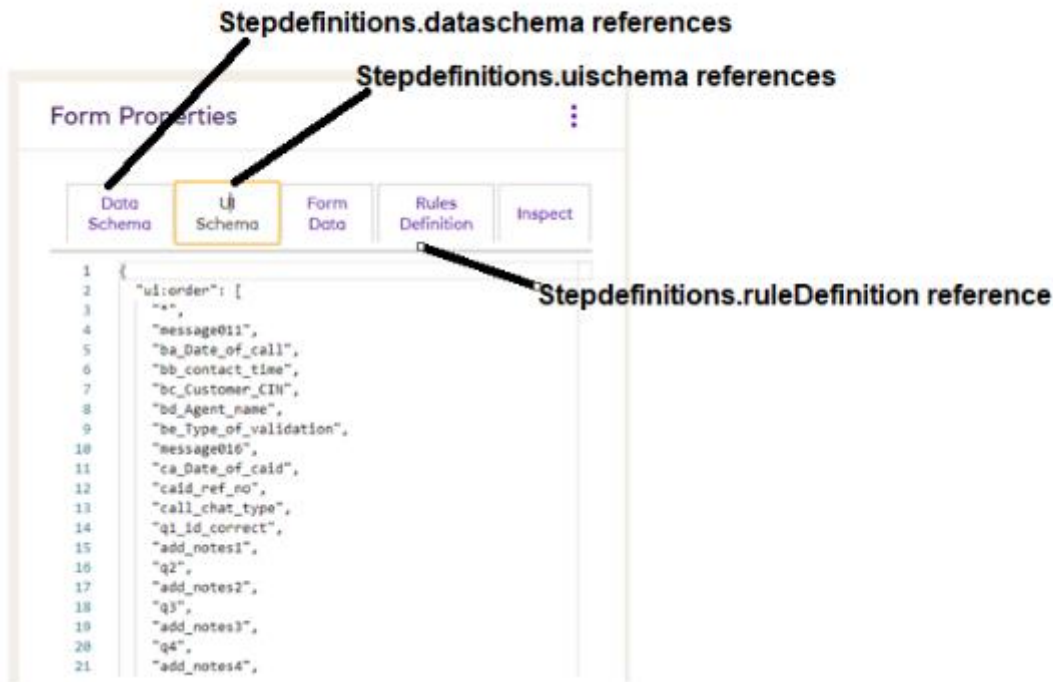 Stepdefinitions.dataschema references
Stepdefinitions.uischema references
Form Properties
Data Schema
UI Schema
Form Data
Rules Definition
Inspect
Stepdefinitions.ruleDefinition reference
1 {
2 "ui:order": [
3 "*",
4 "message011",
5 "ba_Date_of_call",
6 "bb_contact_time",
7 "bc_Customer_CIN",
8 "bd_Agent_name",
9 "be_Type_of_validation",
10 "message016",
11 "ca_Date_of_caid",
12 "caid_ref_no",
13 "call_chat_type",
14 "q1_id_correct",
15 "add_notes1",
16 "q2",
17 "add_notes2",
18 "q3",
19 "add_notes3",
20 "q4",
21 "add_notes4",